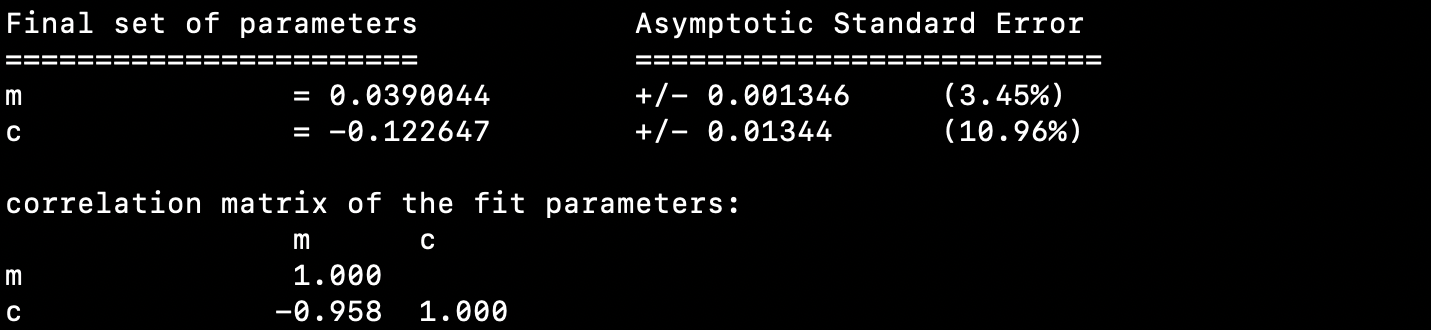 Final set of parameters            Asymptotic Standard Error
=======================            ==========================
m               = 0.0390044        +/- 0.001346     (3.45%)
c               = -0.122647        +/- 0.01344      (10.96%)
correlation matrix of the fit parameters:
                m      c
m               1.000
c              -0.958  1.000